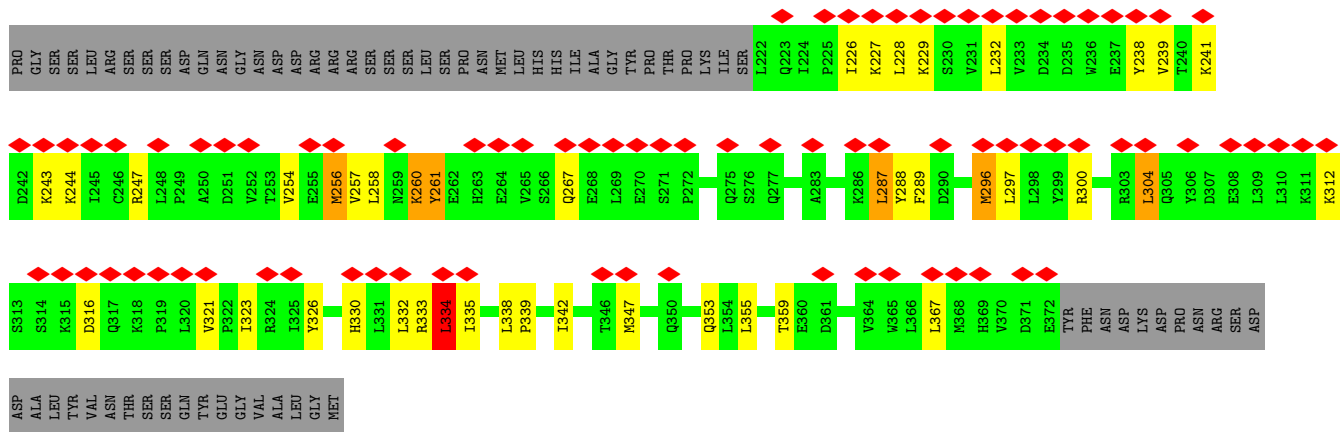 PRO GLY SER SER LEU ARG SER SER SER ASP GLN ASN GLY ASN ASP ASP ARG ARG ARG SER SER SER LEU SER PRO ASN MET LEU HIS HIS ILE ALA GLY TYR PRO THR PRO LYS ILE SER L222 Q223 I224 P225 I226 K227 L228 K229 S230 V231 L232 V233 D234 D235 W236 E237 Y238 V239 T240 K241
D242 K243 K244 I245 C246 R247 L248 P249 A250 D251 V252 T253 V254 E255 M256 V257 L258 N259 K260 Y261 E262 H263 E264 V265 S266 Q267 E268 L269 E270 S271 P272 Q275 S276 Q277 A283 K286 L287 Y288 F289 D290 M296 L297 L298 Y299 R300 R303 L304 Q305 Y306 D307 E308 L309 L310 K311 K312
S313 S314 K315 D316 Q317 K318 P319 L320 V321 P322 I323 R324 I325 Y326 H330 L331 L332 R333 L334 I335 L338 P339 I342 T346 M347 Q350 Q353 L354 L355 T359 E360 D361 V364 W365 L366 L367 M368 H369 V370 D371 E372 TYR PHE ASN ASP LYS ASP PRO ASN ARG SER ASP
ASP ALA LEU TYR VAL ASN THR SER SER GLN TYR GLU GLY VAL ALA LEU GLY MET